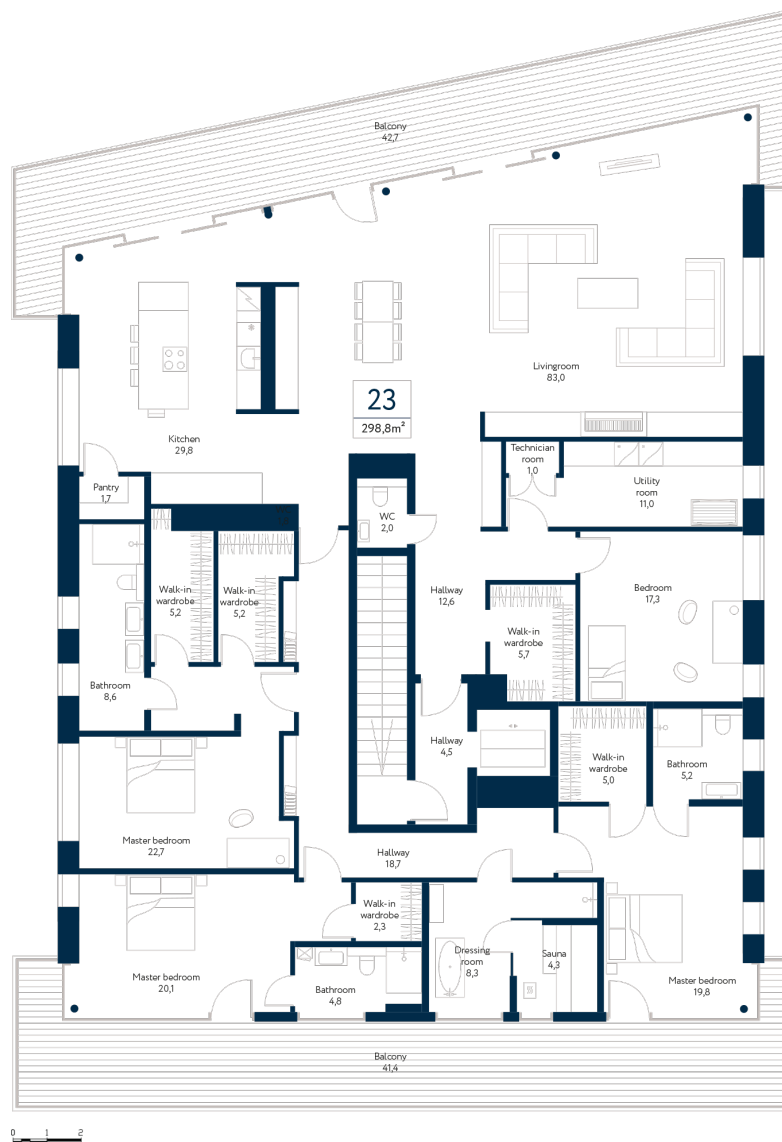 Balcony
42,7
Livingroom
83,0
23
298,8m²
Kitchen
29,8
Technician
room
1,0
Utility
room
11,0
Pantry
1,7
WC
2,0
Walk-in
wardrobe
5,2
Walk-in
wardrobe
5,2
Hallway
12,6
Bedroom
17,3
Walk-in
wardrobe
5,7
Bathroom
8,6
Hallway
4,5
Walk-in
wardrobe
5,0
Bathroom
5,2
Master bedroom
22,7
Hallway
18,7
Walk-in
wardrobe
2,3
Dressing
room
8,3
Sauna
4,3
Master bedroom
20,1
Bathroom
4,8
Master bedroom
19,8
Balcony
41,4
0 1 2